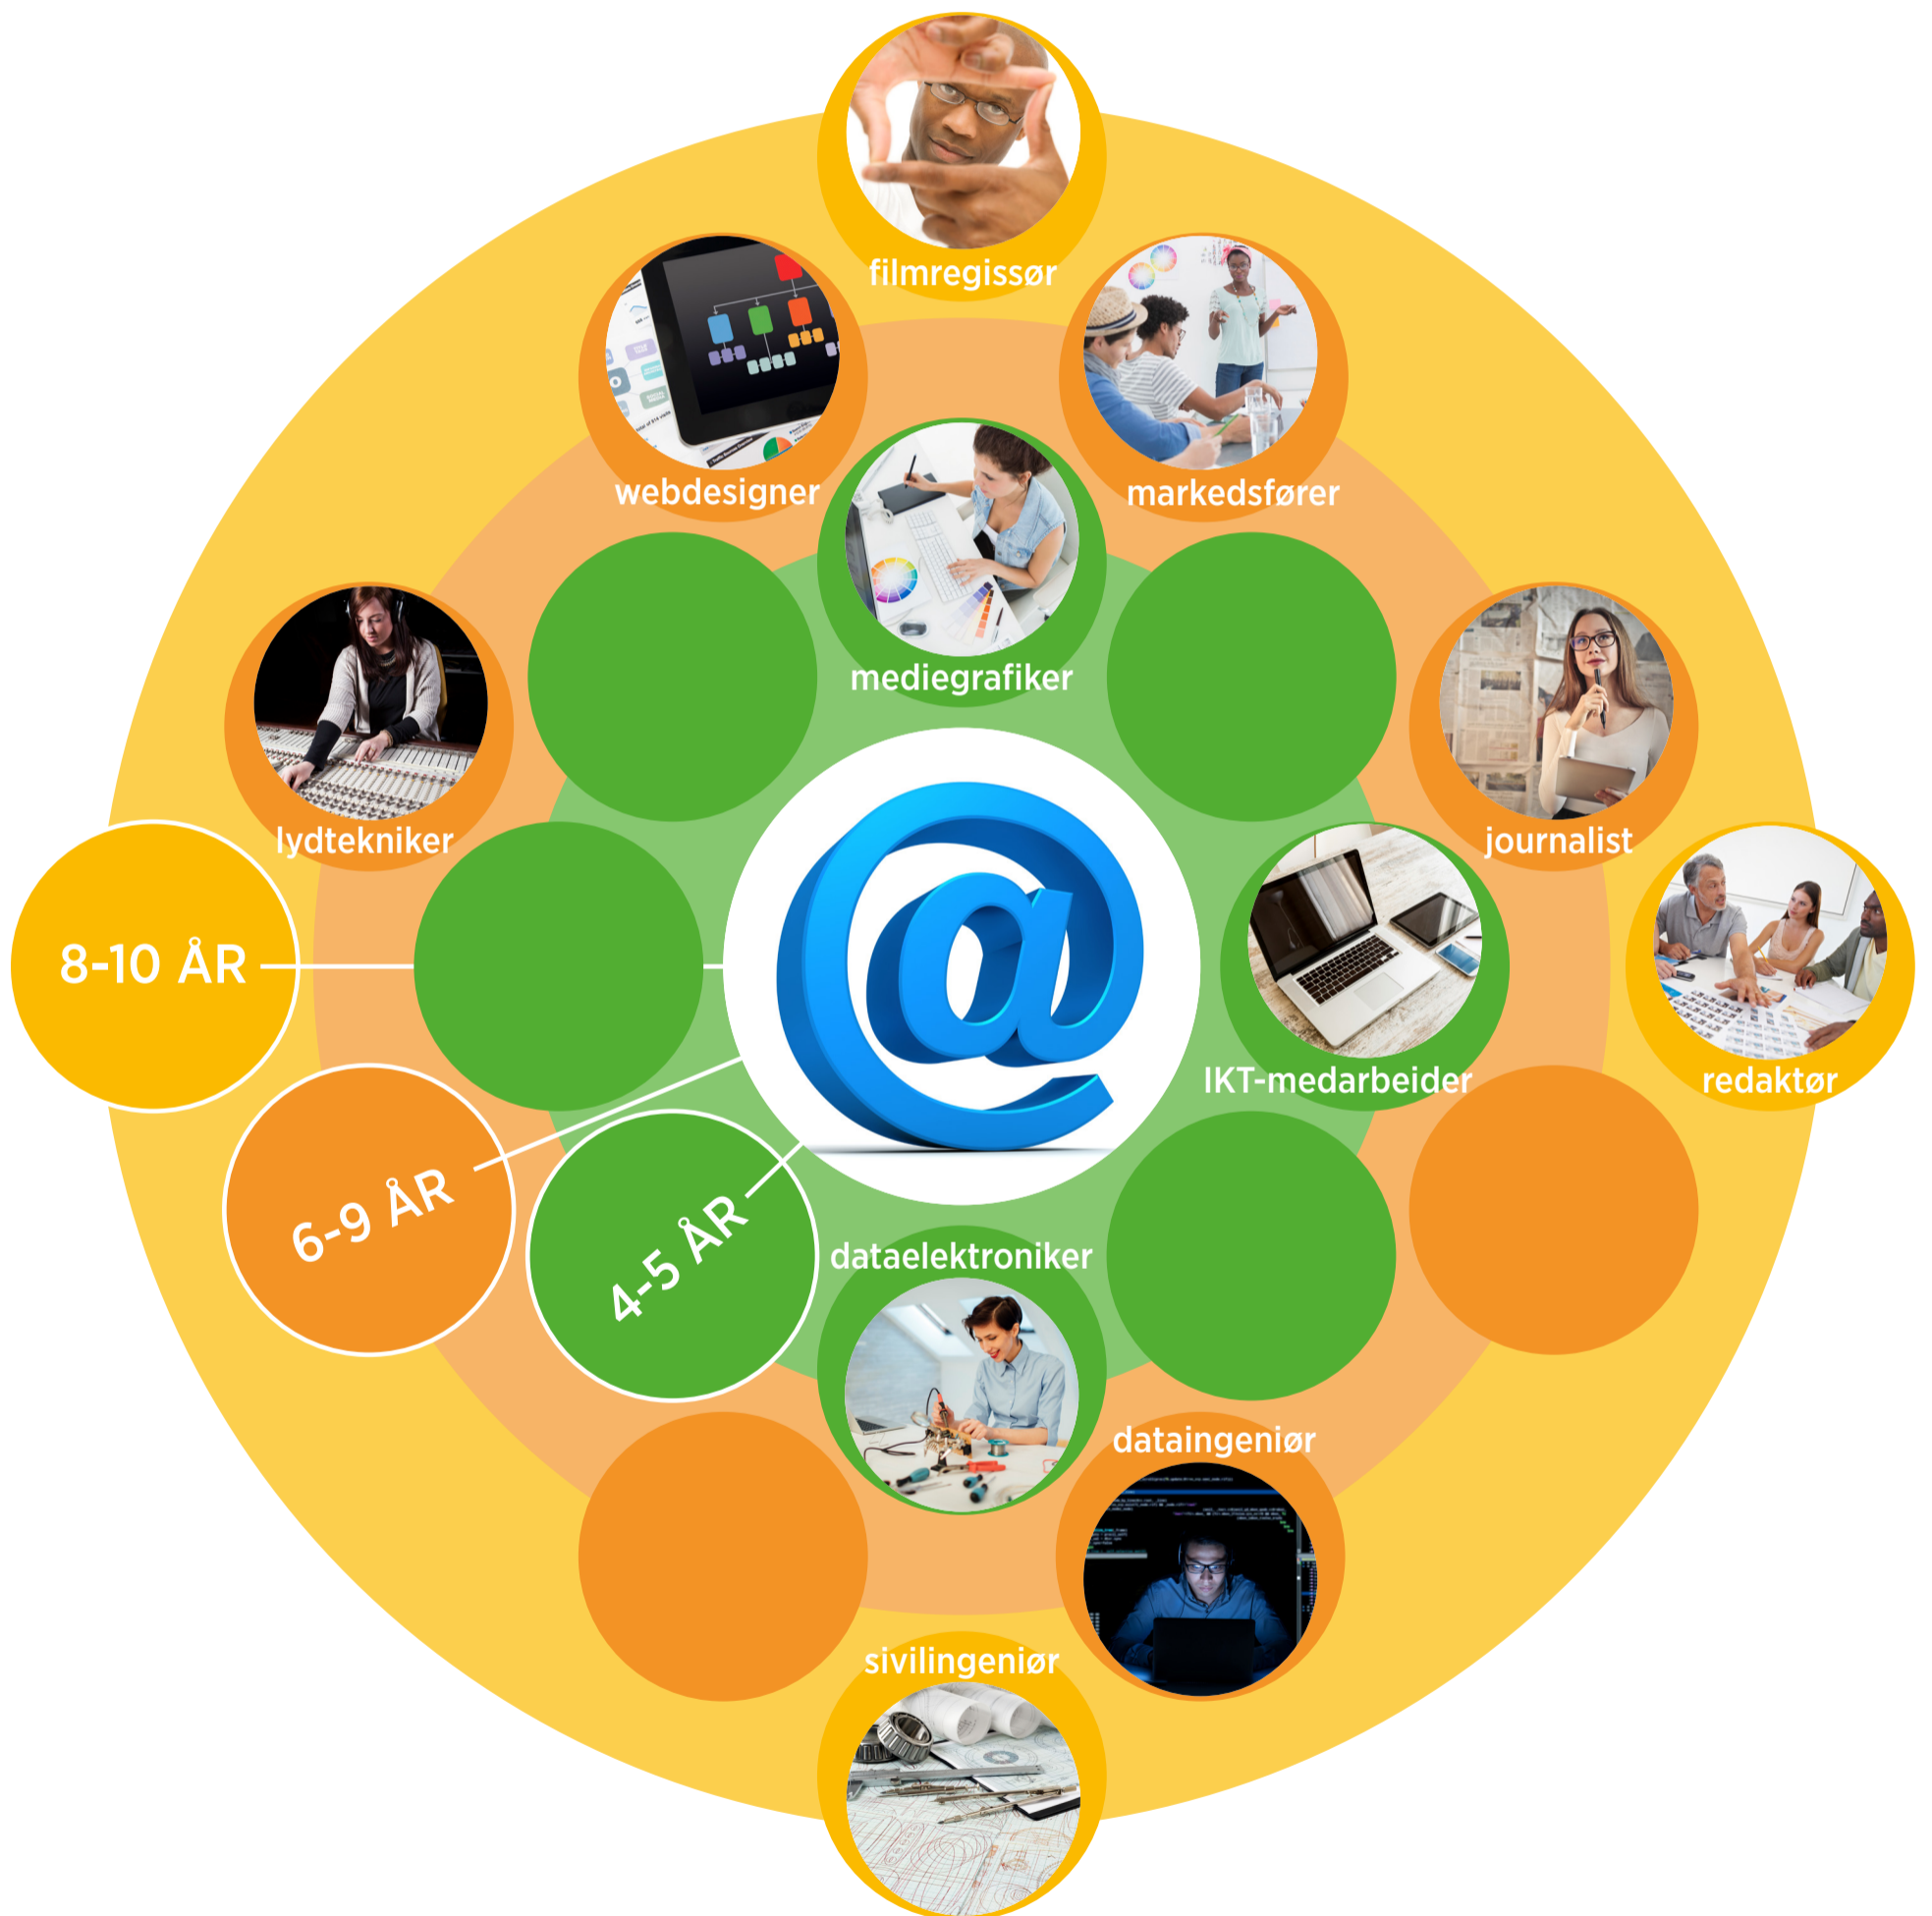 filmregissør
webdesigner
markedsfører
mediegrafiker
lydtekniker
journalist
8-10 ÅR
@
IKT-medarbeider
redaktør
6-9 ÅR
4-5 ÅR
dataelektroniker
dataingeniør
sivilingeniør